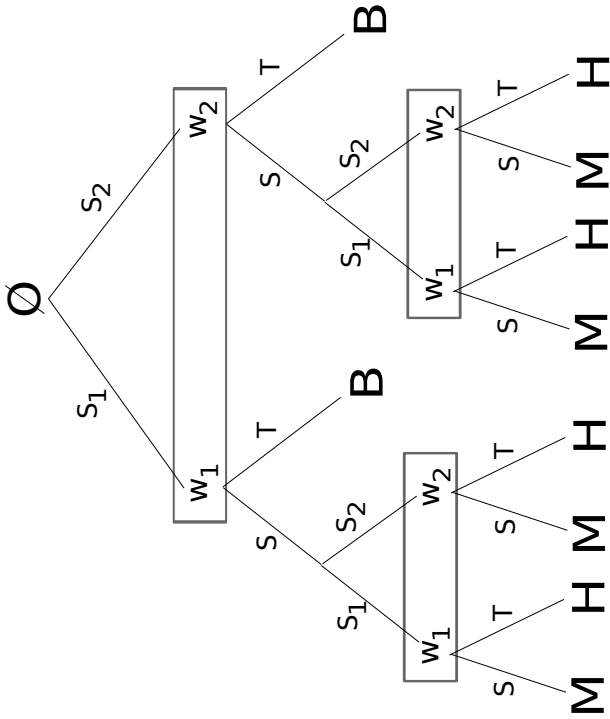 Ø
S₁ S₂
w₁ w₂
S T S T
B B
S₁ S₂ S₁ S₂
w₁ w₂ w₁ w₂
S T S T S T S T
M H M H M H M H